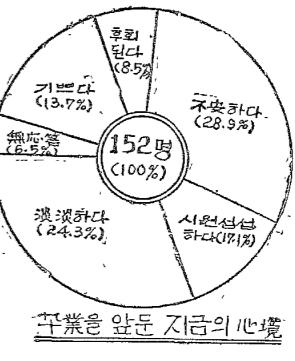 후회
된다
(8.5%)
기쁘다
(13.7%)
不安하다
(28.9%)
無応答
(6.5%)
152명
(100%)
시원섭섭
하다(17.1%)
淡淡하다
(24.3%)
卒業을 앞둔 지금의 心境